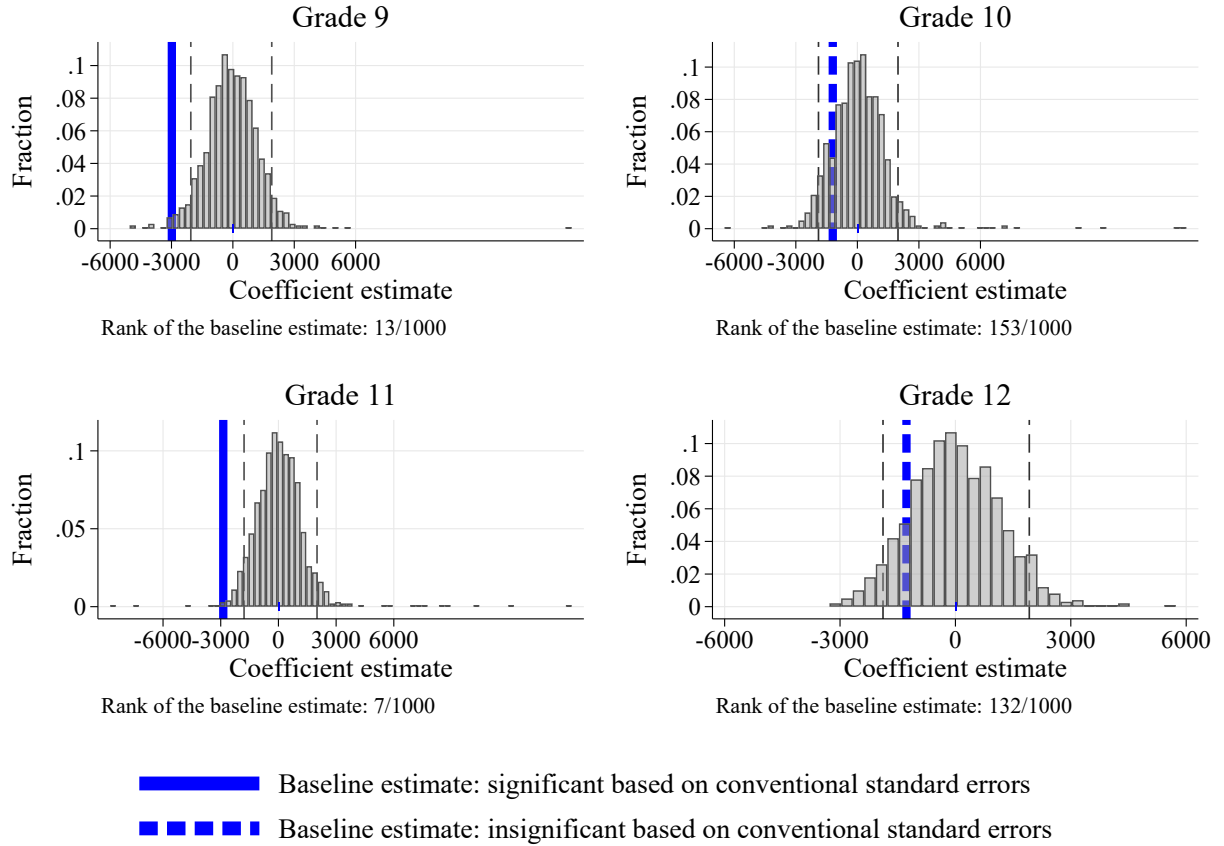 Grade 9
Fraction
.1
.08
.06
.04
.02
0
-6000 -3000 0 3000 6000
Coefficient estimate
Rank of the baseline estimate: 13/1000
Grade 10
Fraction
.1
.08
.06
.04
.02
0
-6000 -3000 0 3000 6000
Coefficient estimate
Rank of the baseline estimate: 153/1000
Grade 11
Fraction
.1
.05
0
-6000 -3000 0 3000 6000
Coefficient estimate
Rank of the baseline estimate: 7/1000
Grade 12
Fraction
.1
.08
.06
.04
.02
0
-6000 -3000 0 3000 6000
Coefficient estimate
Rank of the baseline estimate: 132/1000
Baseline estimate: significant based on conventional standard errors
Baseline estimate: insignificant based on conventional standard errors